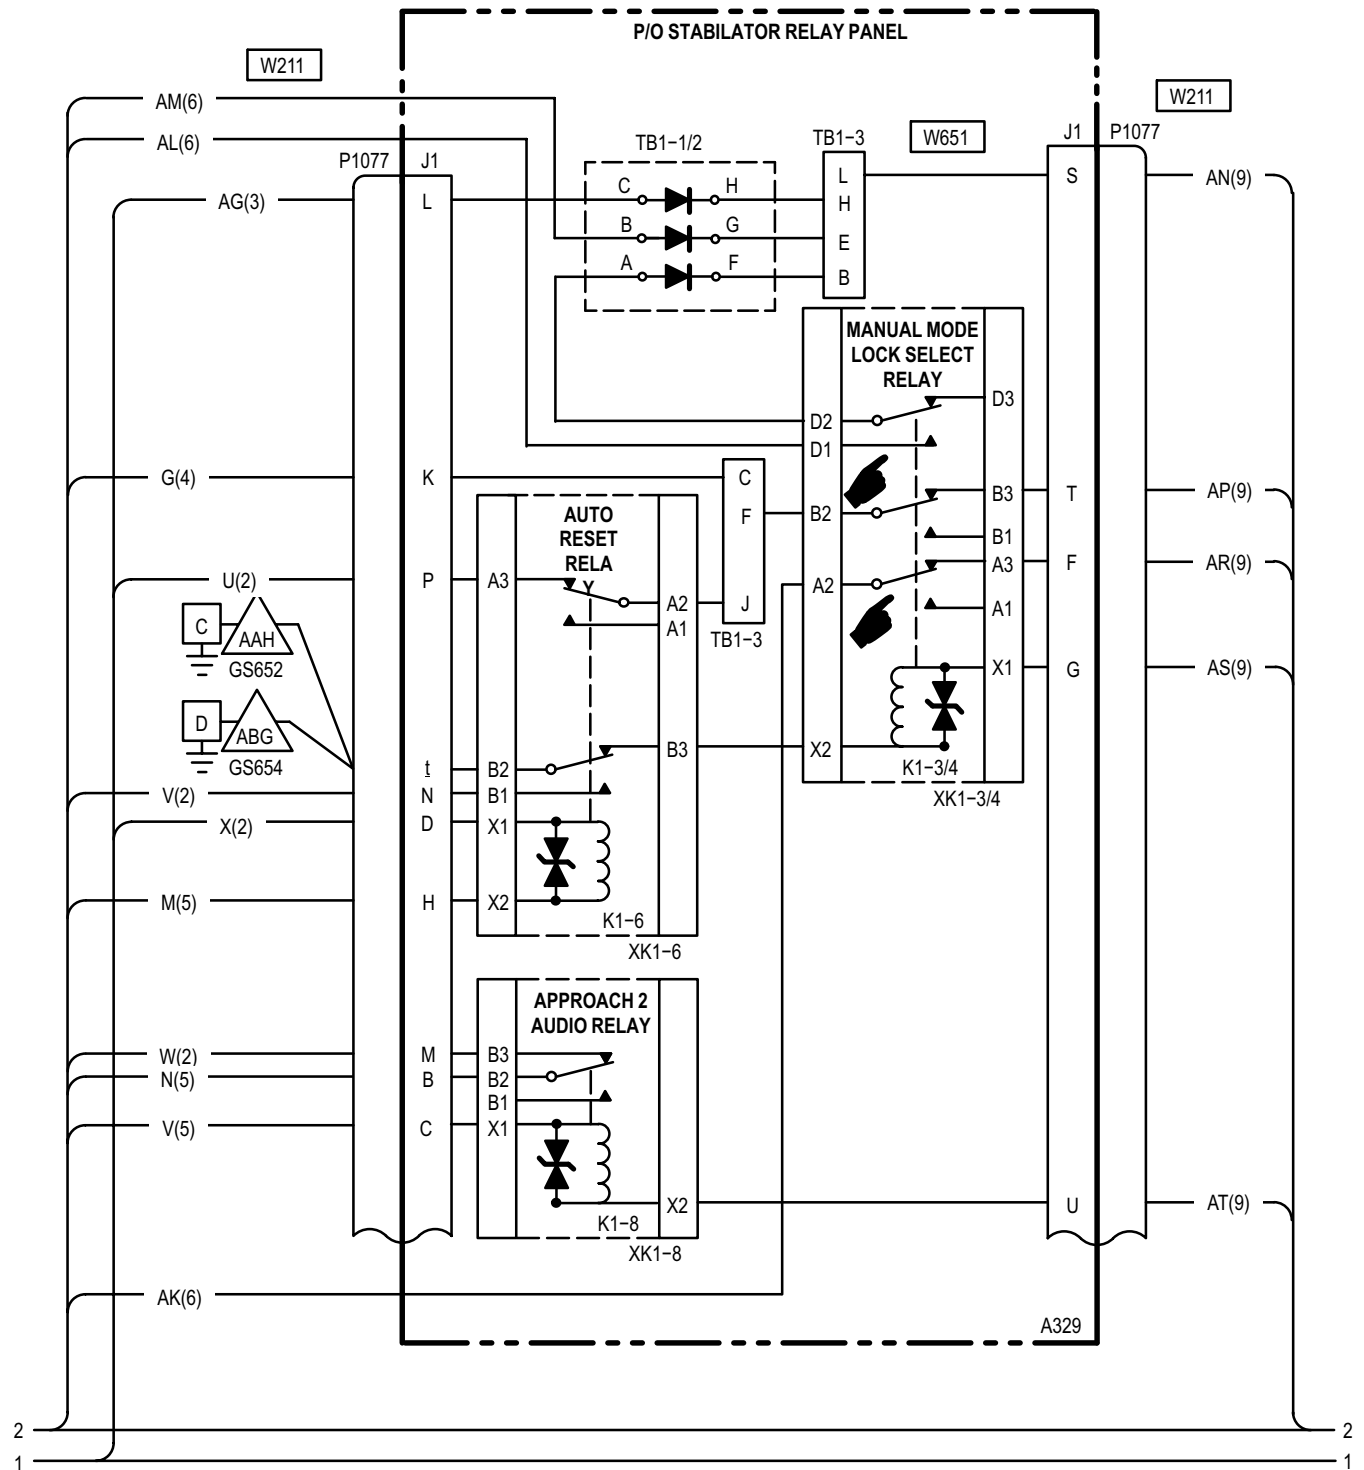 P/O STABILATOR RELAY PANEL
W211
W211
AM(6)
AL(6)
P1077 J1
TB1−1/2
TB1−3
W651
J1 P1077
AG(3)
L
C H
B G
A F
L
H
E
B
S
AN(9)
MANUAL MODE
LOCK SELECT
RELAY
D2
D1
D3
G(4)
K
C
F
J
TB1−3
B2
B3
B1
T
AP(9)
AUTO
RESET
RELA
Y
U(2)
P
A3
A2
A1
A2
A3
A1
F
AR(9)
C
AAH
GS652
D
ABG
GS654
X1
G
AS(9)
t
B2
B3
X2
K1−3/4
XK1−3/4
V(2)
N
B1
X(2)
D
X1
M(5)
H
X2
K1−6
XK1−6
APPROACH 2
AUDIO RELAY
W(2)
M
B3
N(5)
B
B2
B1
V(5)
C
X1
X2
K1−8
XK1−8
U
AT(9)
AK(6)
A329
2 2
1 1